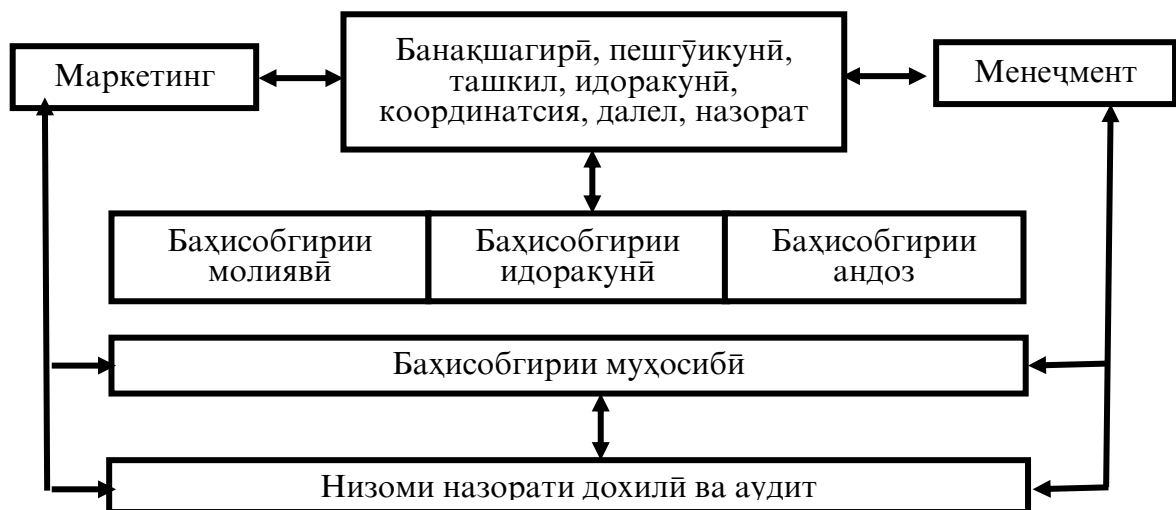 Маркетинг
Банақшагирӣ, пешгӯикунӣ,
ташкил, идоракунӣ,
координатсия, далел, назорат
Менеҷмент
Баҳисобгирии
молиявӣ
Баҳисобгирии
идоракунӣ
Баҳисобгирии
андоз
Баҳисобгирии муҳосибӣ
Низоми назорати дохилӣ ва аудит